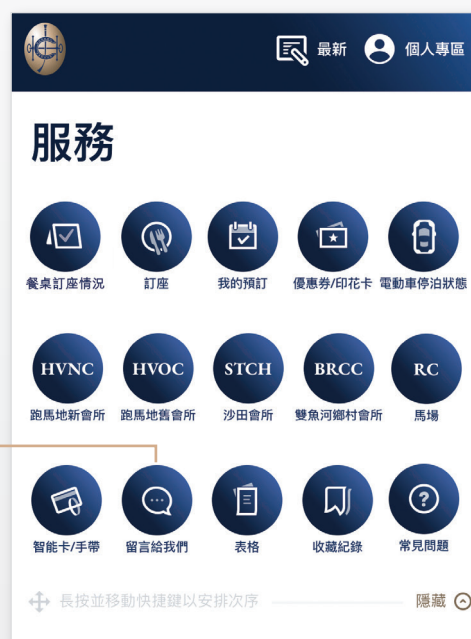 最新 個人專區
服務
餐桌訂座情況 訂座 我的預訂 優惠券/印花卡 電動車停泊狀態
HVNC HVOC STCH BRCC RC
跑馬地新會所 跑馬地舊會所 沙田會所 雙魚河鄉村會所 馬場
智能卡/手帶 留言給我們 表格 收藏紀錄 常見問題
長按並移動快捷鍵以安排次序 隱藏